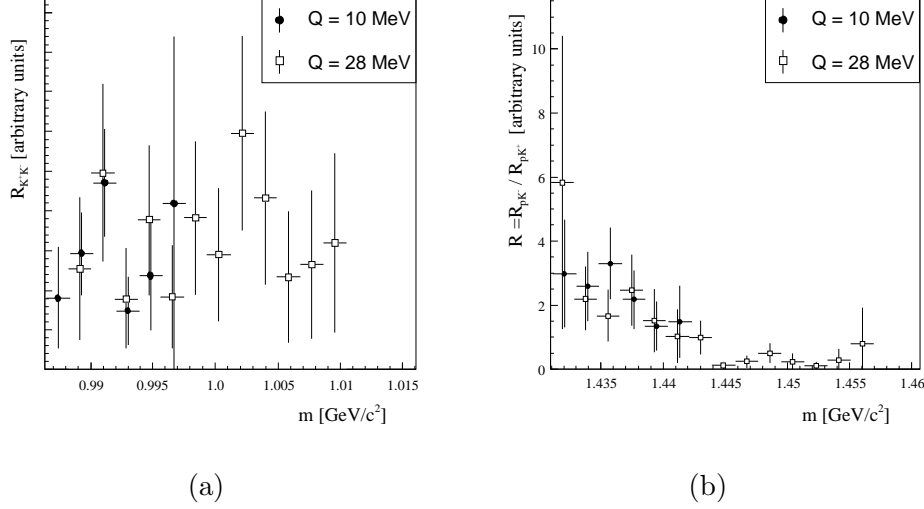 Q = 10 MeV
Q = 28 MeV
R_{K⁺K⁻} [arbitrary units]
0.99
0.995
1.0
1.005
1.01
1.015
m [GeV/c²]
(a)
Q = 10 MeV
Q = 28 MeV
R =R_{pK⁻} / R_{pK⁺} [arbitrary units]
10
8
6
4
2
0
1.435
1.44
1.445
1.45
1.455
1.46
m [GeV/c²]
(b)